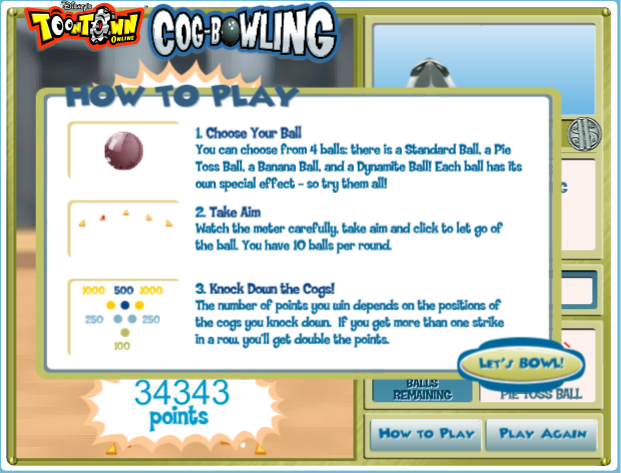 Disney's
TOONTOWN
ONLINE
COG-BOWLING
HOW TO PLAY
1. Choose Your Ball
You can choose from 4 balls: there is a Standard Ball, a Pie
Toss Ball, a Banana Ball, and a Dynamite Ball! Each ball has its
own special effect - so try them all!
2. Take Aim
Watch the meter carefully, take aim and click to let go of
the ball. You have 10 balls per round.
1000 500 1000
250 250
100
3. Knock Down the Cogs!
The number of points you win depends on the positions of
the cogs you knock down. If you get more than one strike
in a row, you'll get double the points.
LET'S BOWL!
34343
points
BALLS
REMAINING
PIE TOSS BALL
HOW TO PLAY
PLAY AGAIN